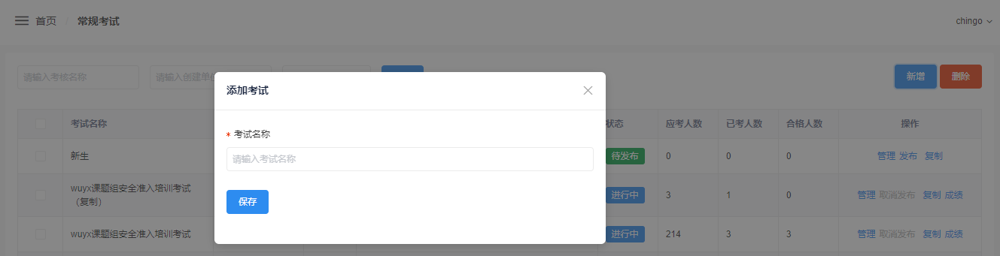 首页 / 常规考试
chingo
请输入考核名称
请输入创建单
新增
删除
添加考试
* 考试名称
请输入考试名称
保存
考试名称
状态
应考人数
已考人数
合格人数
操作
新生
待发布
0
0
0
管理 发布 复制
wuyx课题组安全准入培训考试
（复制）
进行中
3
1
0
管理 取消发布 复制 成绩
wuyx课题组安全准入培训考试
进行中
214
3
3
管理 取消发布 复制 成绩